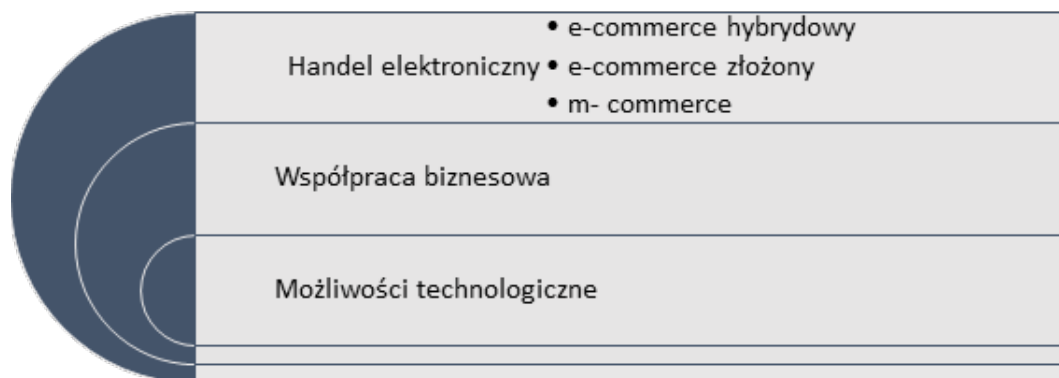 • e-commerce hybrydowy
Handel elektroniczny • e-commerce złożony
• m- commerce
Współpraca biznesowa
Możliwości technologiczne